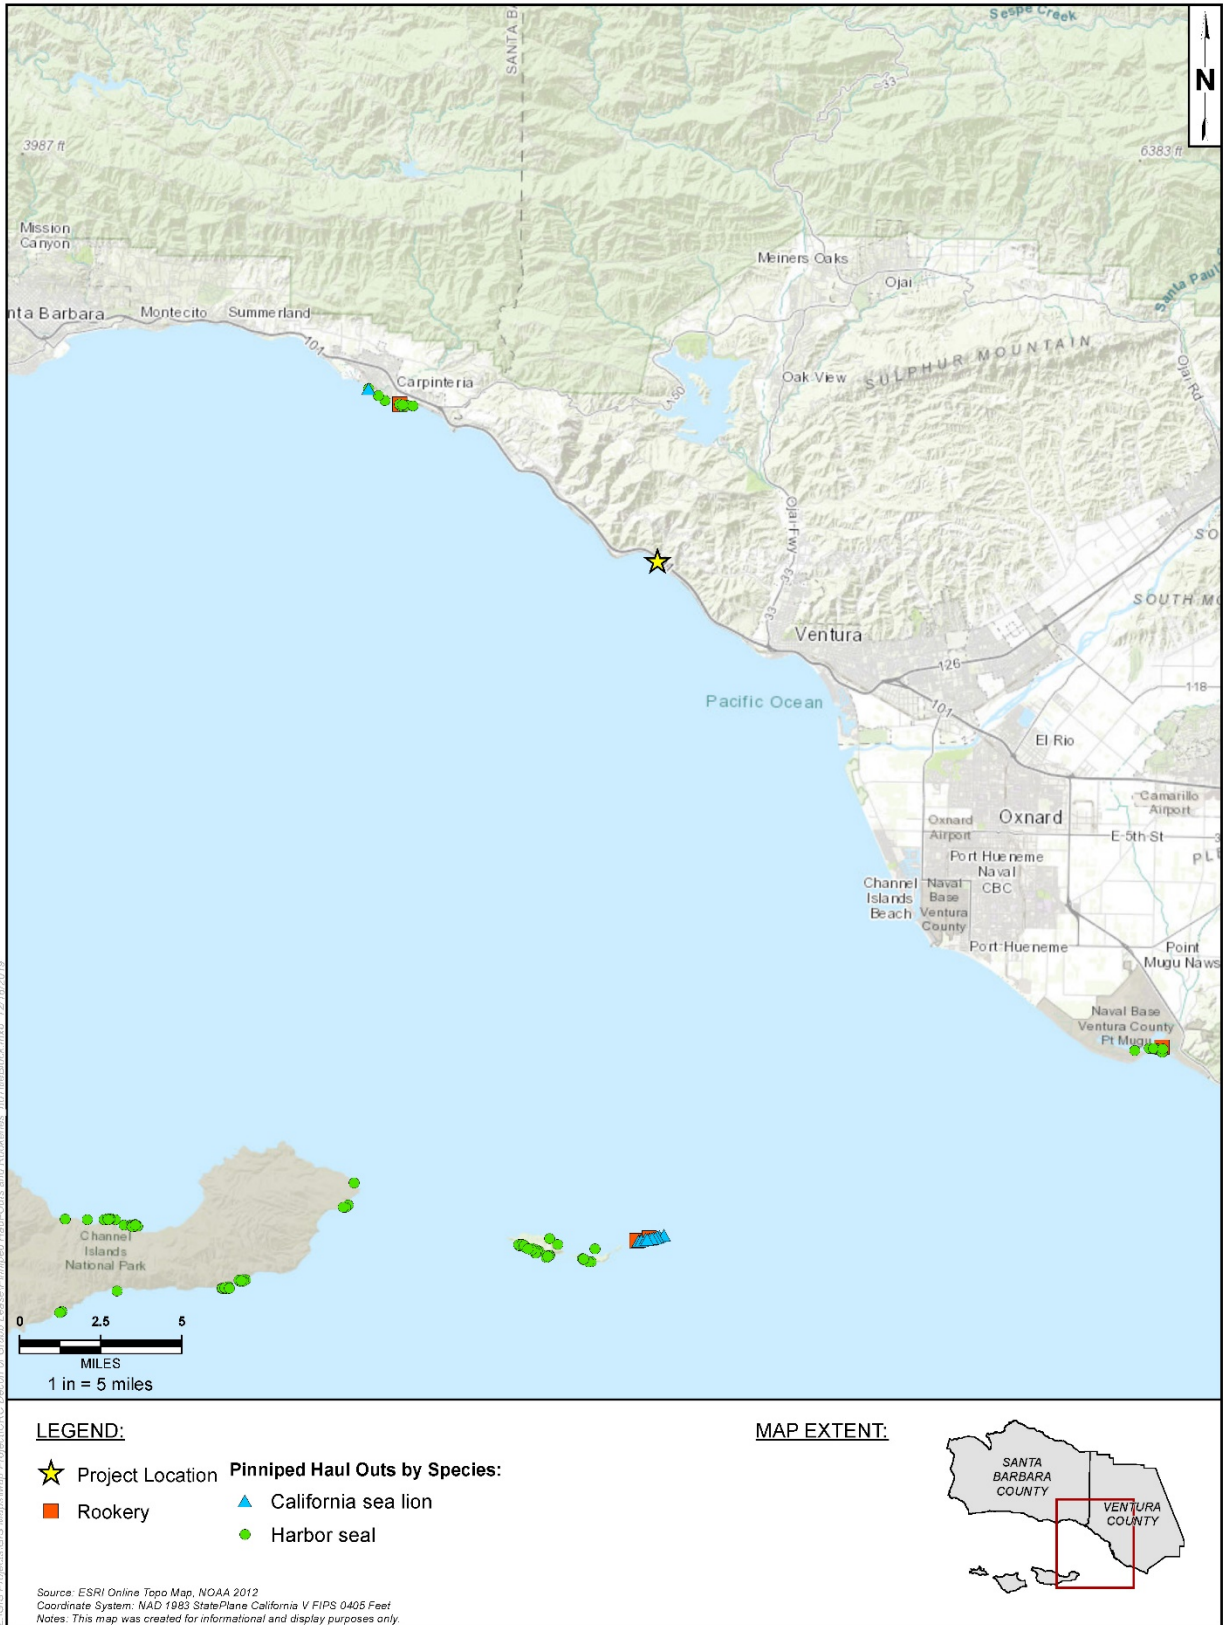 Sespe Creek
SANTA BA
33
N
3987 ft
6383 ft
Mission
Canyon
Meiners Oaks
Ojai
Santa Paula
nta Barbara
Montecito
Summerland
101
SULPHUR MOUNTAIN
Ojai Rd
Carpinteria
150
Oak View
Ojai Fwy
33
SO
SOUTH MO
33
Ventura
126
118
Pacific Ocean
101
El Rio
Camarillo
Airport
Oxnard
Oxnard
Airport
E 5th St
3
PLE
Port Hueneme
Naval
CBC
Channel
Islands
Beach
Naval
Base
Ventura
County
Port Hueneme
Point
Mugu Naws
Naval Base
Ventura County
Pt Mugu
Channel
Islands
National Park
0 2.5 5
MILES
1 in = 5 miles
LEGEND:
Project Location
Rookery
Pinniped Haul Outs by Species:
California sea lion
Harbor seal
MAP EXTENT:
SANTA
BARBARA
COUNTY
VENTURA
COUNTY
Source: ESRI Online Topo Map, NOAA 2012
Coordinate System: NAD 1983 StatePlane California V FIPS 0405 Feet
Notes: This map was created for informational and display purposes only.